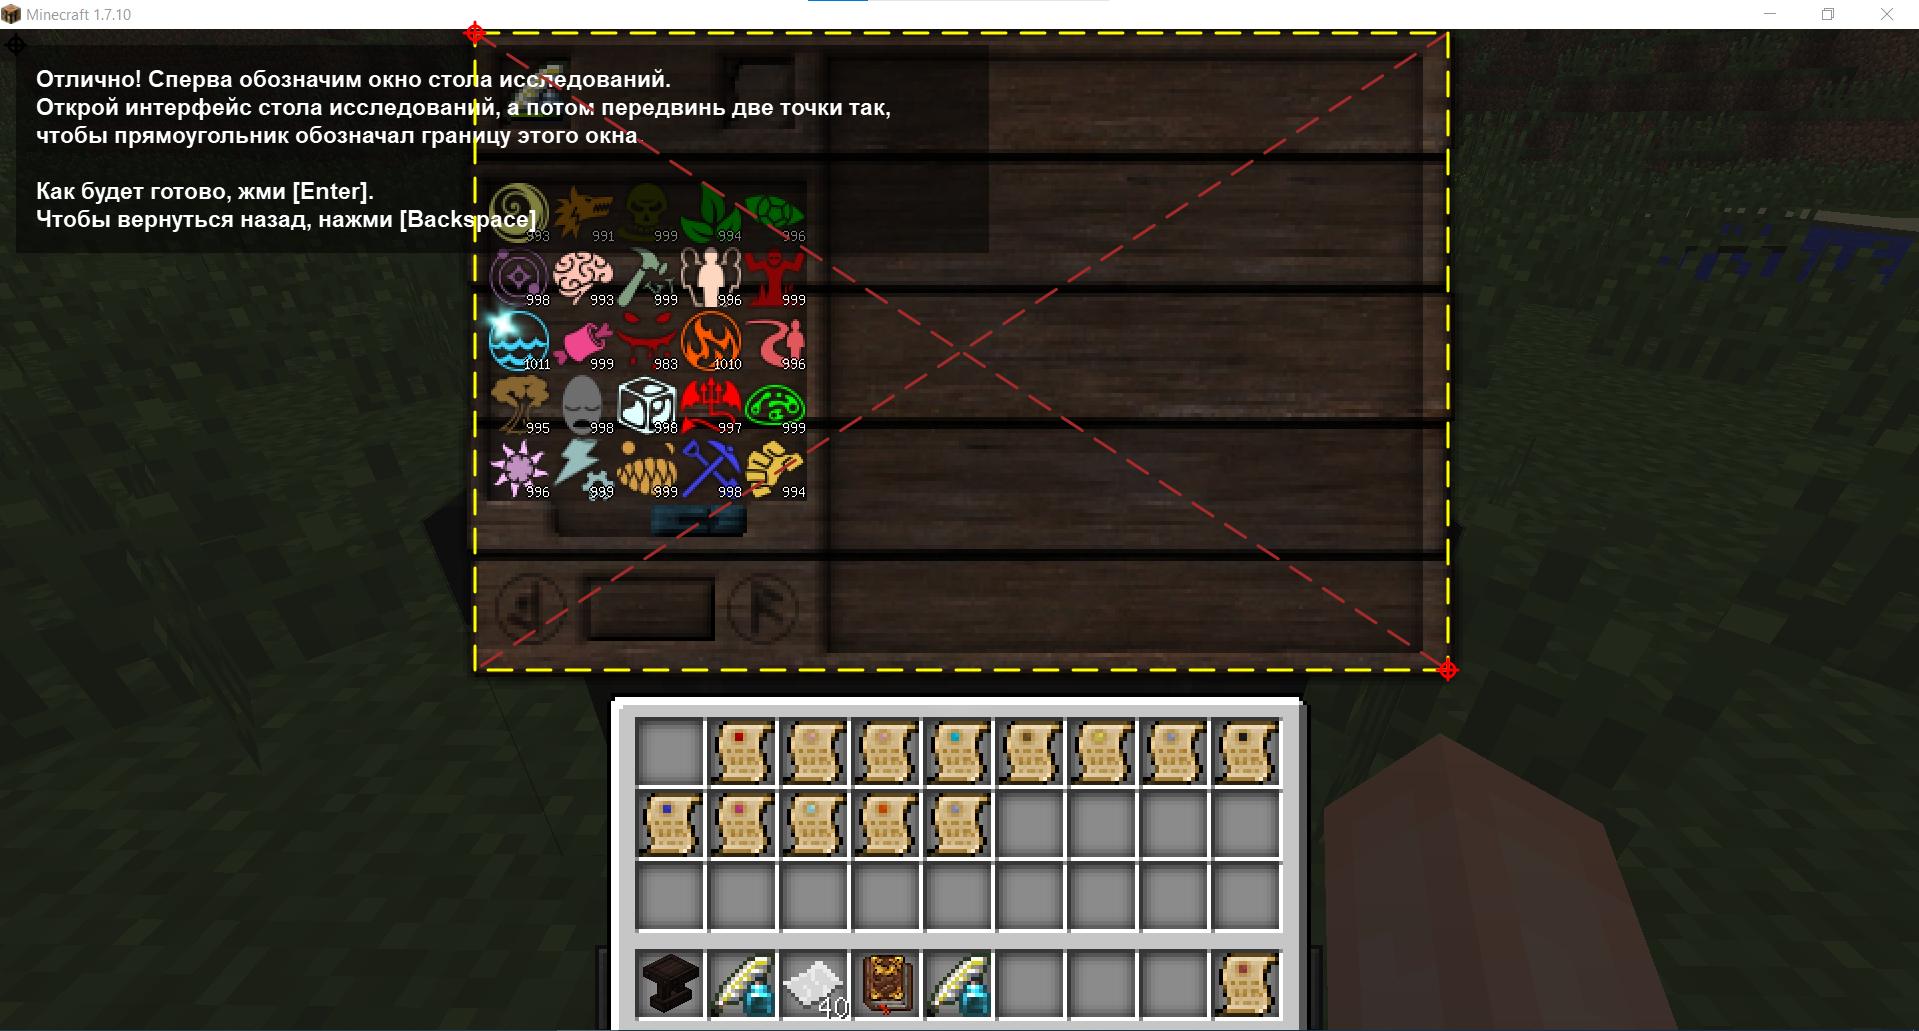 Minecraft 1.7.10
Отлично! Сперва обозначим окно стола исследований.
Открой интерфейс стола исследований, а потом передвинь две точки так,
чтобы прямоугольник обозначал границу этого окна.
Как будет готово, жми [Enter].
Чтобы вернуться назад, нажми [Backspace]
993 991 999 994 996
998 993 999 996 999
1011 999 983 1010 996
995 998 998 997 999
996 999 999 998 994
40